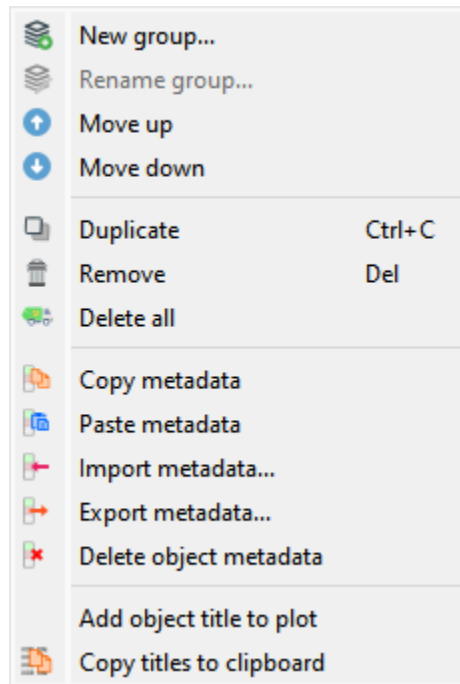 New group...
Rename group...
Move up
Move down
Duplicate Ctrl+C
Remove Del
Delete all
Copy metadata
Paste metadata
Import metadata...
Export metadata...
Delete object metadata
Add object title to plot
Copy titles to clipboard